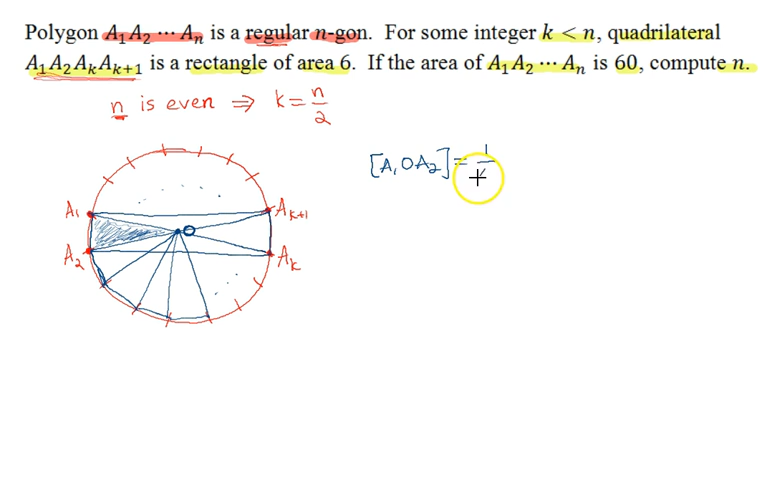 Polygon A₁A₂ ⋯ Aₙ is a regular n-gon. For some integer k < n, quadrilateral
A₁A₂AₖAₖ₊₁ is a rectangle of area 6. If the area of A₁A₂ ⋯ Aₙ is 60, compute n.
n is even ⇒ k = n/2
[A₁OA₂] = 1
A₁
Aₖ₊₁
O
A₂
Aₖ